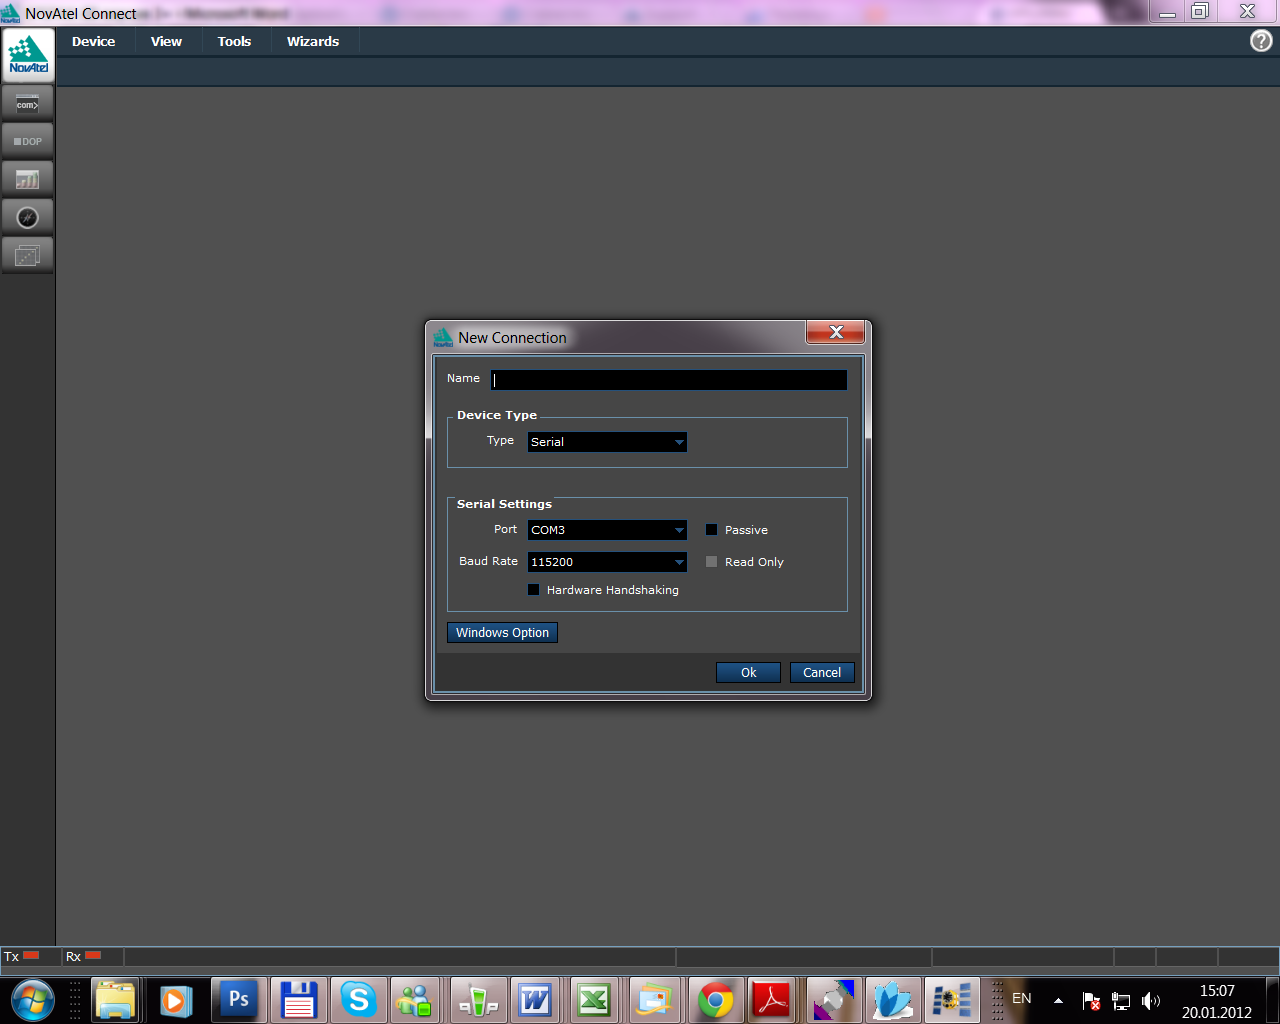 NovAtel Connect
Device View Tools Wizards ?
NovAtel
com>
DOP
New Connection
Name
Device Type
Type Serial
Serial Settings
Port COM3 Passive
Baud Rate 115200 Read Only
Hardware Handshaking
Windows Option
Ok Cancel
Tx Rx
Ps
S
W
X
EN
15:07
20.01.2012